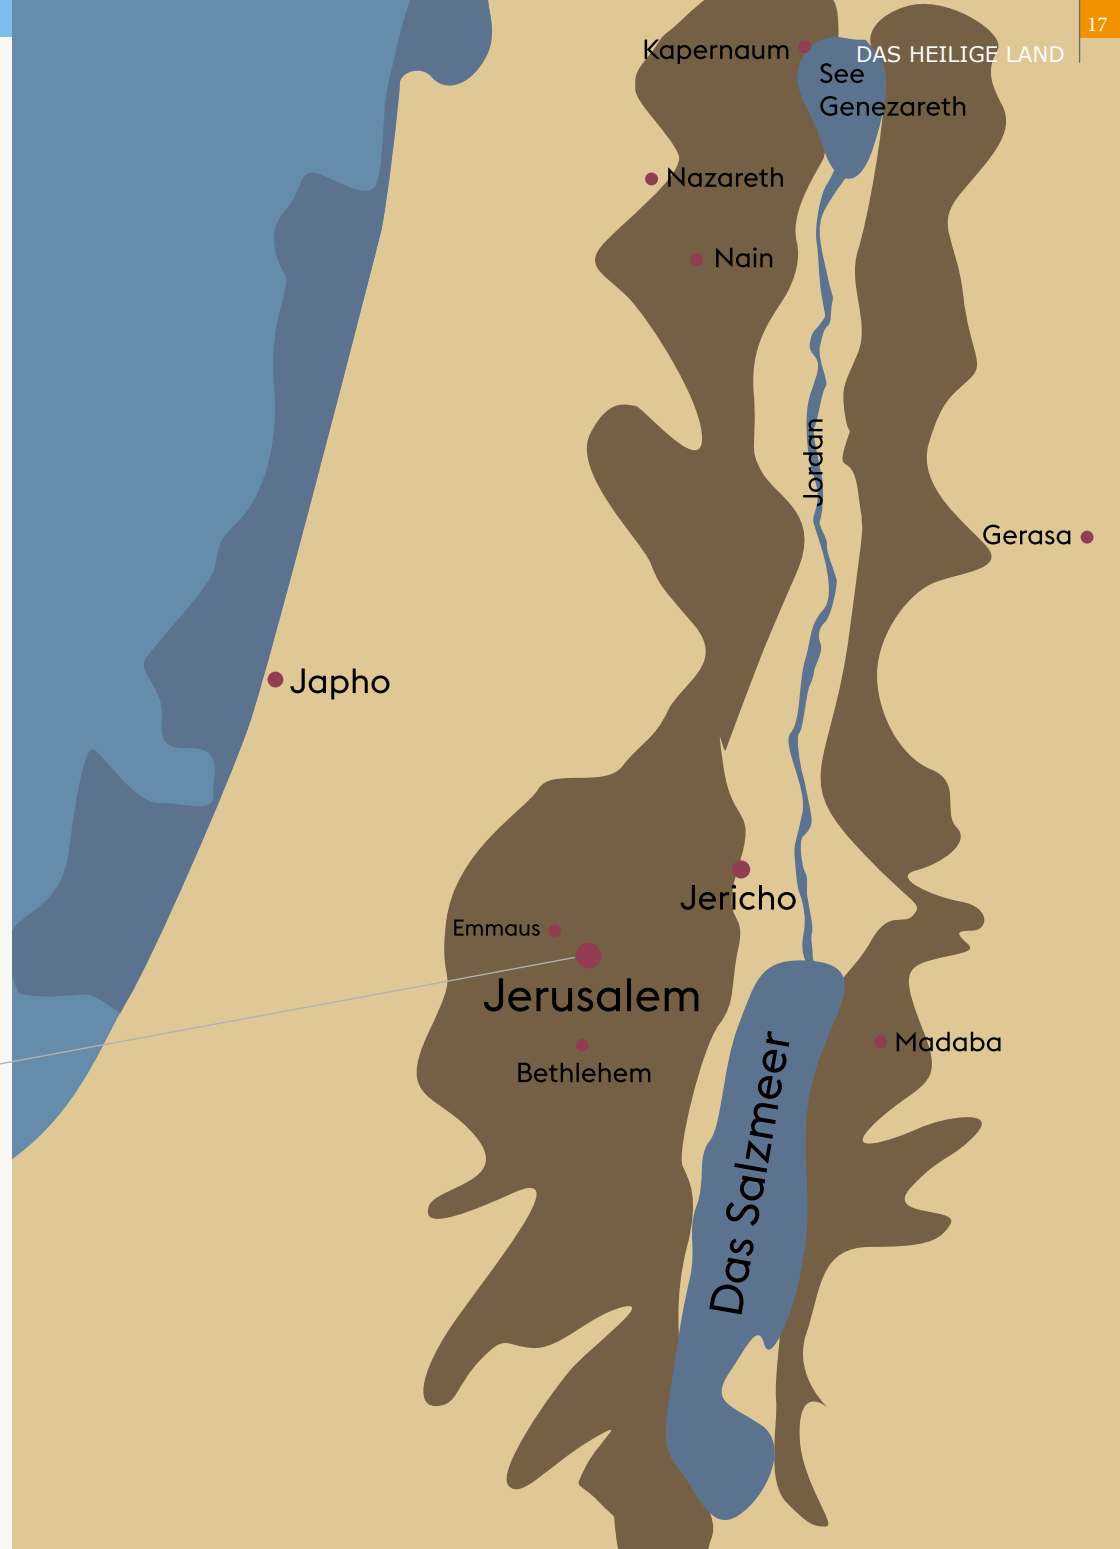 17
DAS HEILIGE LAND
Kapernaum
See
Genezareth
Nazareth
Nain
Jordan
Gerasa
Japho
Jericho
Emmaus
Jerusalem
Bethlehem
Madaba
Das Salzmeer